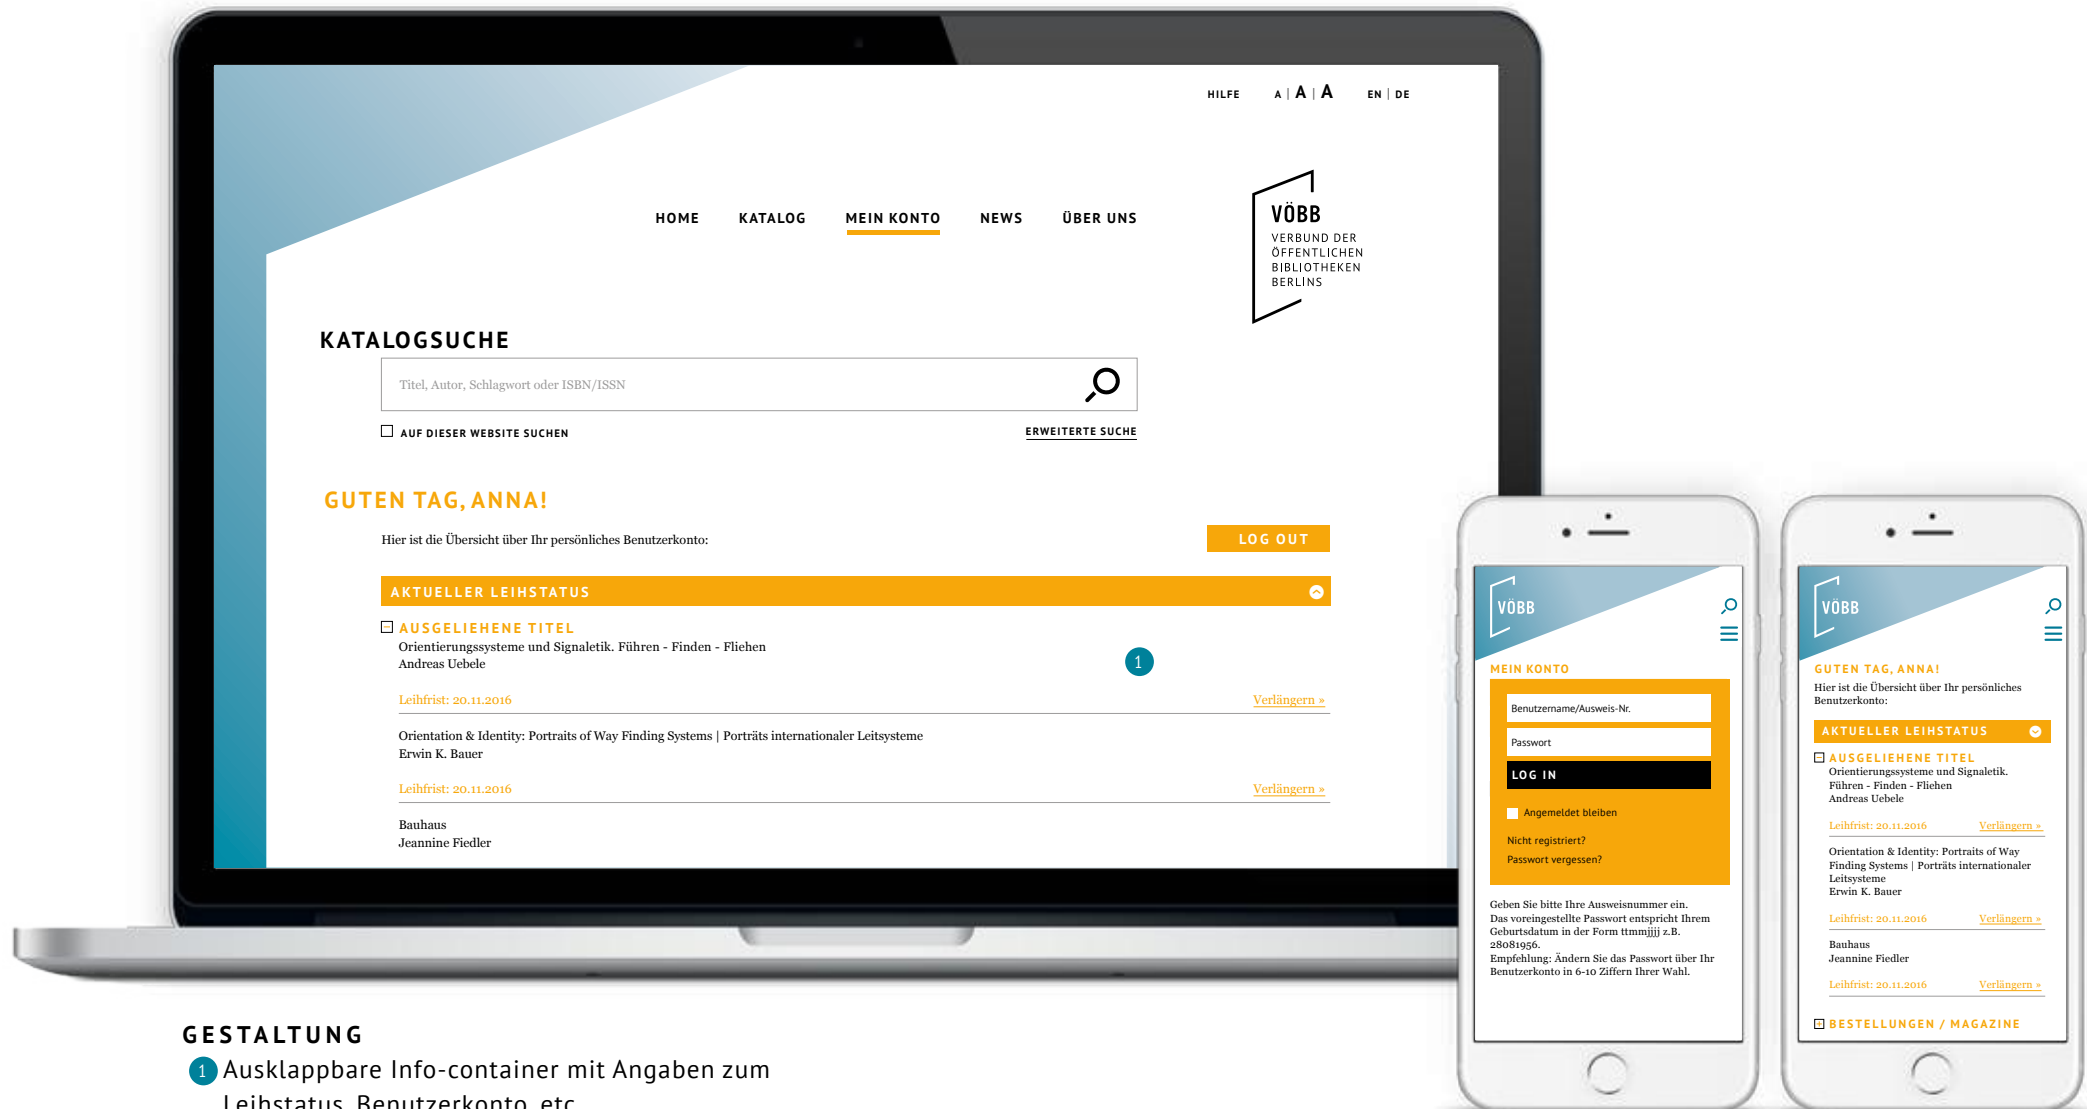 HILFE A | A | A EN | DE
HOME KATALOG MEIN KONTO NEWS ÜBER UNS
VÖBB
VERBUND DER
ÖFFENTLICHEN
BIBLIOTHEKEN
BERLINS
KATALOGSUCHE
Titel, Autor, Schlagwort oder ISBN/ISSN
AUF DIESER WEBSITE SUCHEN ERWEITERTE SUCHE
GUTEN TAG, ANNA!
Hier ist die Übersicht über Ihr persönliches Benutzerkonto: LOG OUT
AKTUELLER LEIHSTATUS
AUSGELIEHENE TITEL
Orientierungssysteme und Signaletik. Führen - Finden - Fliehen
Andreas Uebele
1
Leihfrist: 20.11.2016 Verlängern »
Orientation & Identity: Portraits of Way Finding Systems | Porträts internationaler Leitsysteme
Erwin K. Bauer
Leihfrist: 20.11.2016 Verlängern »
Bauhaus
Jeannine Fiedler
VÖBB
MEIN KONTO
Benutzername/Ausweis-Nr.
Passwort
LOG IN
Angemeldet bleiben
Nicht registriert?
Passwort vergessen?
Geben Sie bitte Ihre Ausweisnummer ein.
Das voreingestellte Passwort entspricht Ihrem
Geburtsdatum in der Form ttmmjjjj z.B.
28081956.
Empfehlung: Ändern Sie das Passwort über Ihr
Benutzerkonto in 6-10 Ziffern Ihrer Wahl.
VÖBB
GUTEN TAG, ANNA!
Hier ist die Übersicht über Ihr persönliches
Benutzerkonto:
AKTUELLER LEIHSTATUS
AUSGELIEHENE TITEL
Orientierungssysteme und Signaletik.
Führen - Finden - Fliehen
Andreas Uebele
Leihfrist: 20.11.2016 Verlängern »
Orientation & Identity: Portraits of Way
Finding Systems | Porträts internationaler
Leitsysteme
Erwin K. Bauer
Leihfrist: 20.11.2016 Verlängern »
Bauhaus
Jeannine Fiedler
Leihfrist: 20.11.2016 Verlängern »
BESTELLUNGEN / MAGAZINE
GESTALTUNG
1 Ausklappbare Info-container mit Angaben zum
Leihstatus, Benutzerkonto, etc